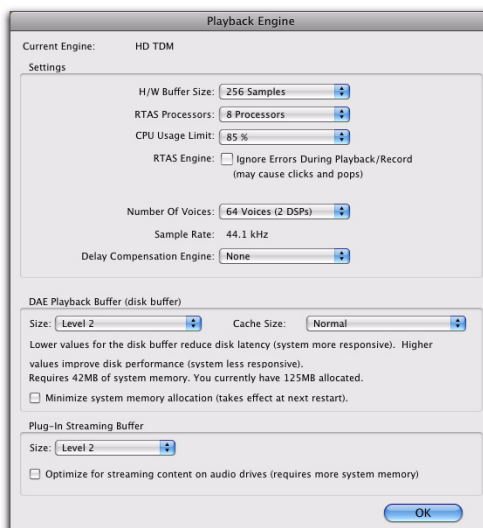 Playback Engine
Current Engine: HD TDM
Settings
H/W Buffer Size: 256 Samples
RTAS Processors: 8 Processors
CPU Usage Limit: 85 %
RTAS Engine: Ignore Errors During Playback/Record
(may cause clicks and pops)
Number Of Voices: 64 Voices (2 DSPs)
Sample Rate: 44.1 kHz
Delay Compensation Engine: None
DAE Playback Buffer (disk buffer)
Size: Level 2 Cache Size: Normal
Lower values for the disk buffer reduce disk latency (system more responsive). Higher
values improve disk performance (system less responsive).
Requires 42MB of system memory. You currently have 125MB allocated.
Minimize system memory allocation (takes effect at next restart).
Plug-In Streaming Buffer
Size: Level 2
Optimize for streaming content on audio drives (requires more system memory)
OK